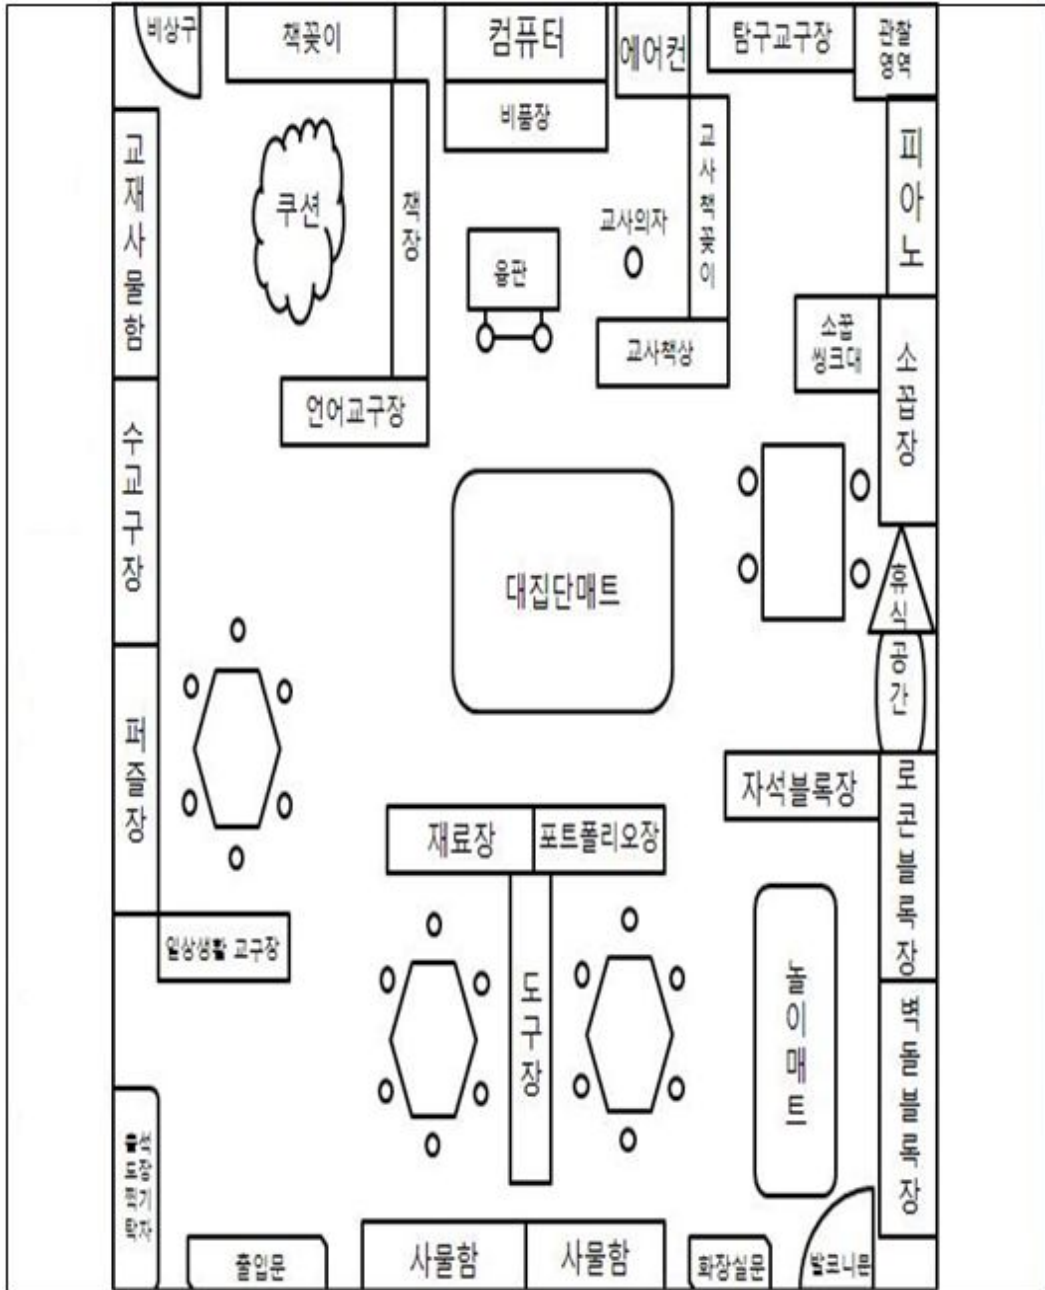 비상구
책꽂이
컴퓨터
에어컨
탐구교구장
관찰
영역
비품장
교재사물함
쿠션
책장
융판
교사의자
교사책꽂이
피아노
교사책상
소꿉
씽크대
소꿉장
언어교구장
수교구장
대집단매트
휴식공간
퍼즐장
자석블록장
로콘블록장
재료장
포트폴리오장
일상생활 교구장
도구장
놀이매트
벽돌블록장
출석
도장
찍기
탁자
출입문
사물함
사물함
화장실문
발코니문